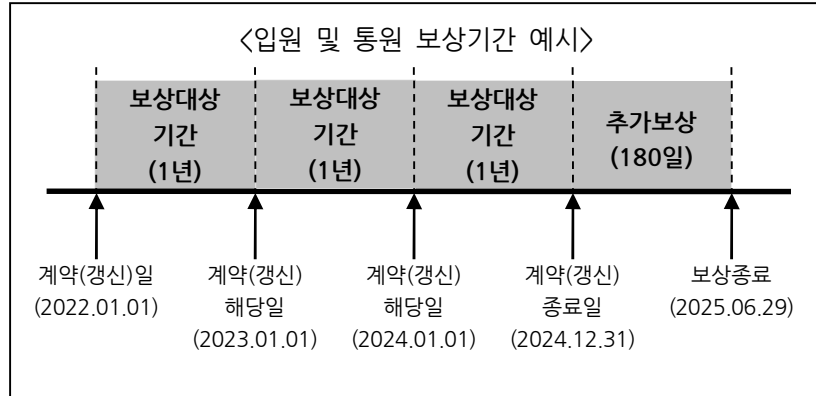 <입원 및 통원 보상기간 예시>
보상대상
기간
(1년)
보상대상
기간
(1년)
보상대상
기간
(1년)
추가보상
(180일)
계약(갱신)일
(2022.01.01)
계약(갱신)
해당일
(2023.01.01)
계약(갱신)
해당일
(2024.01.01)
계약(갱신)
종료일
(2024.12.31)
보상종료
(2025.06.29)